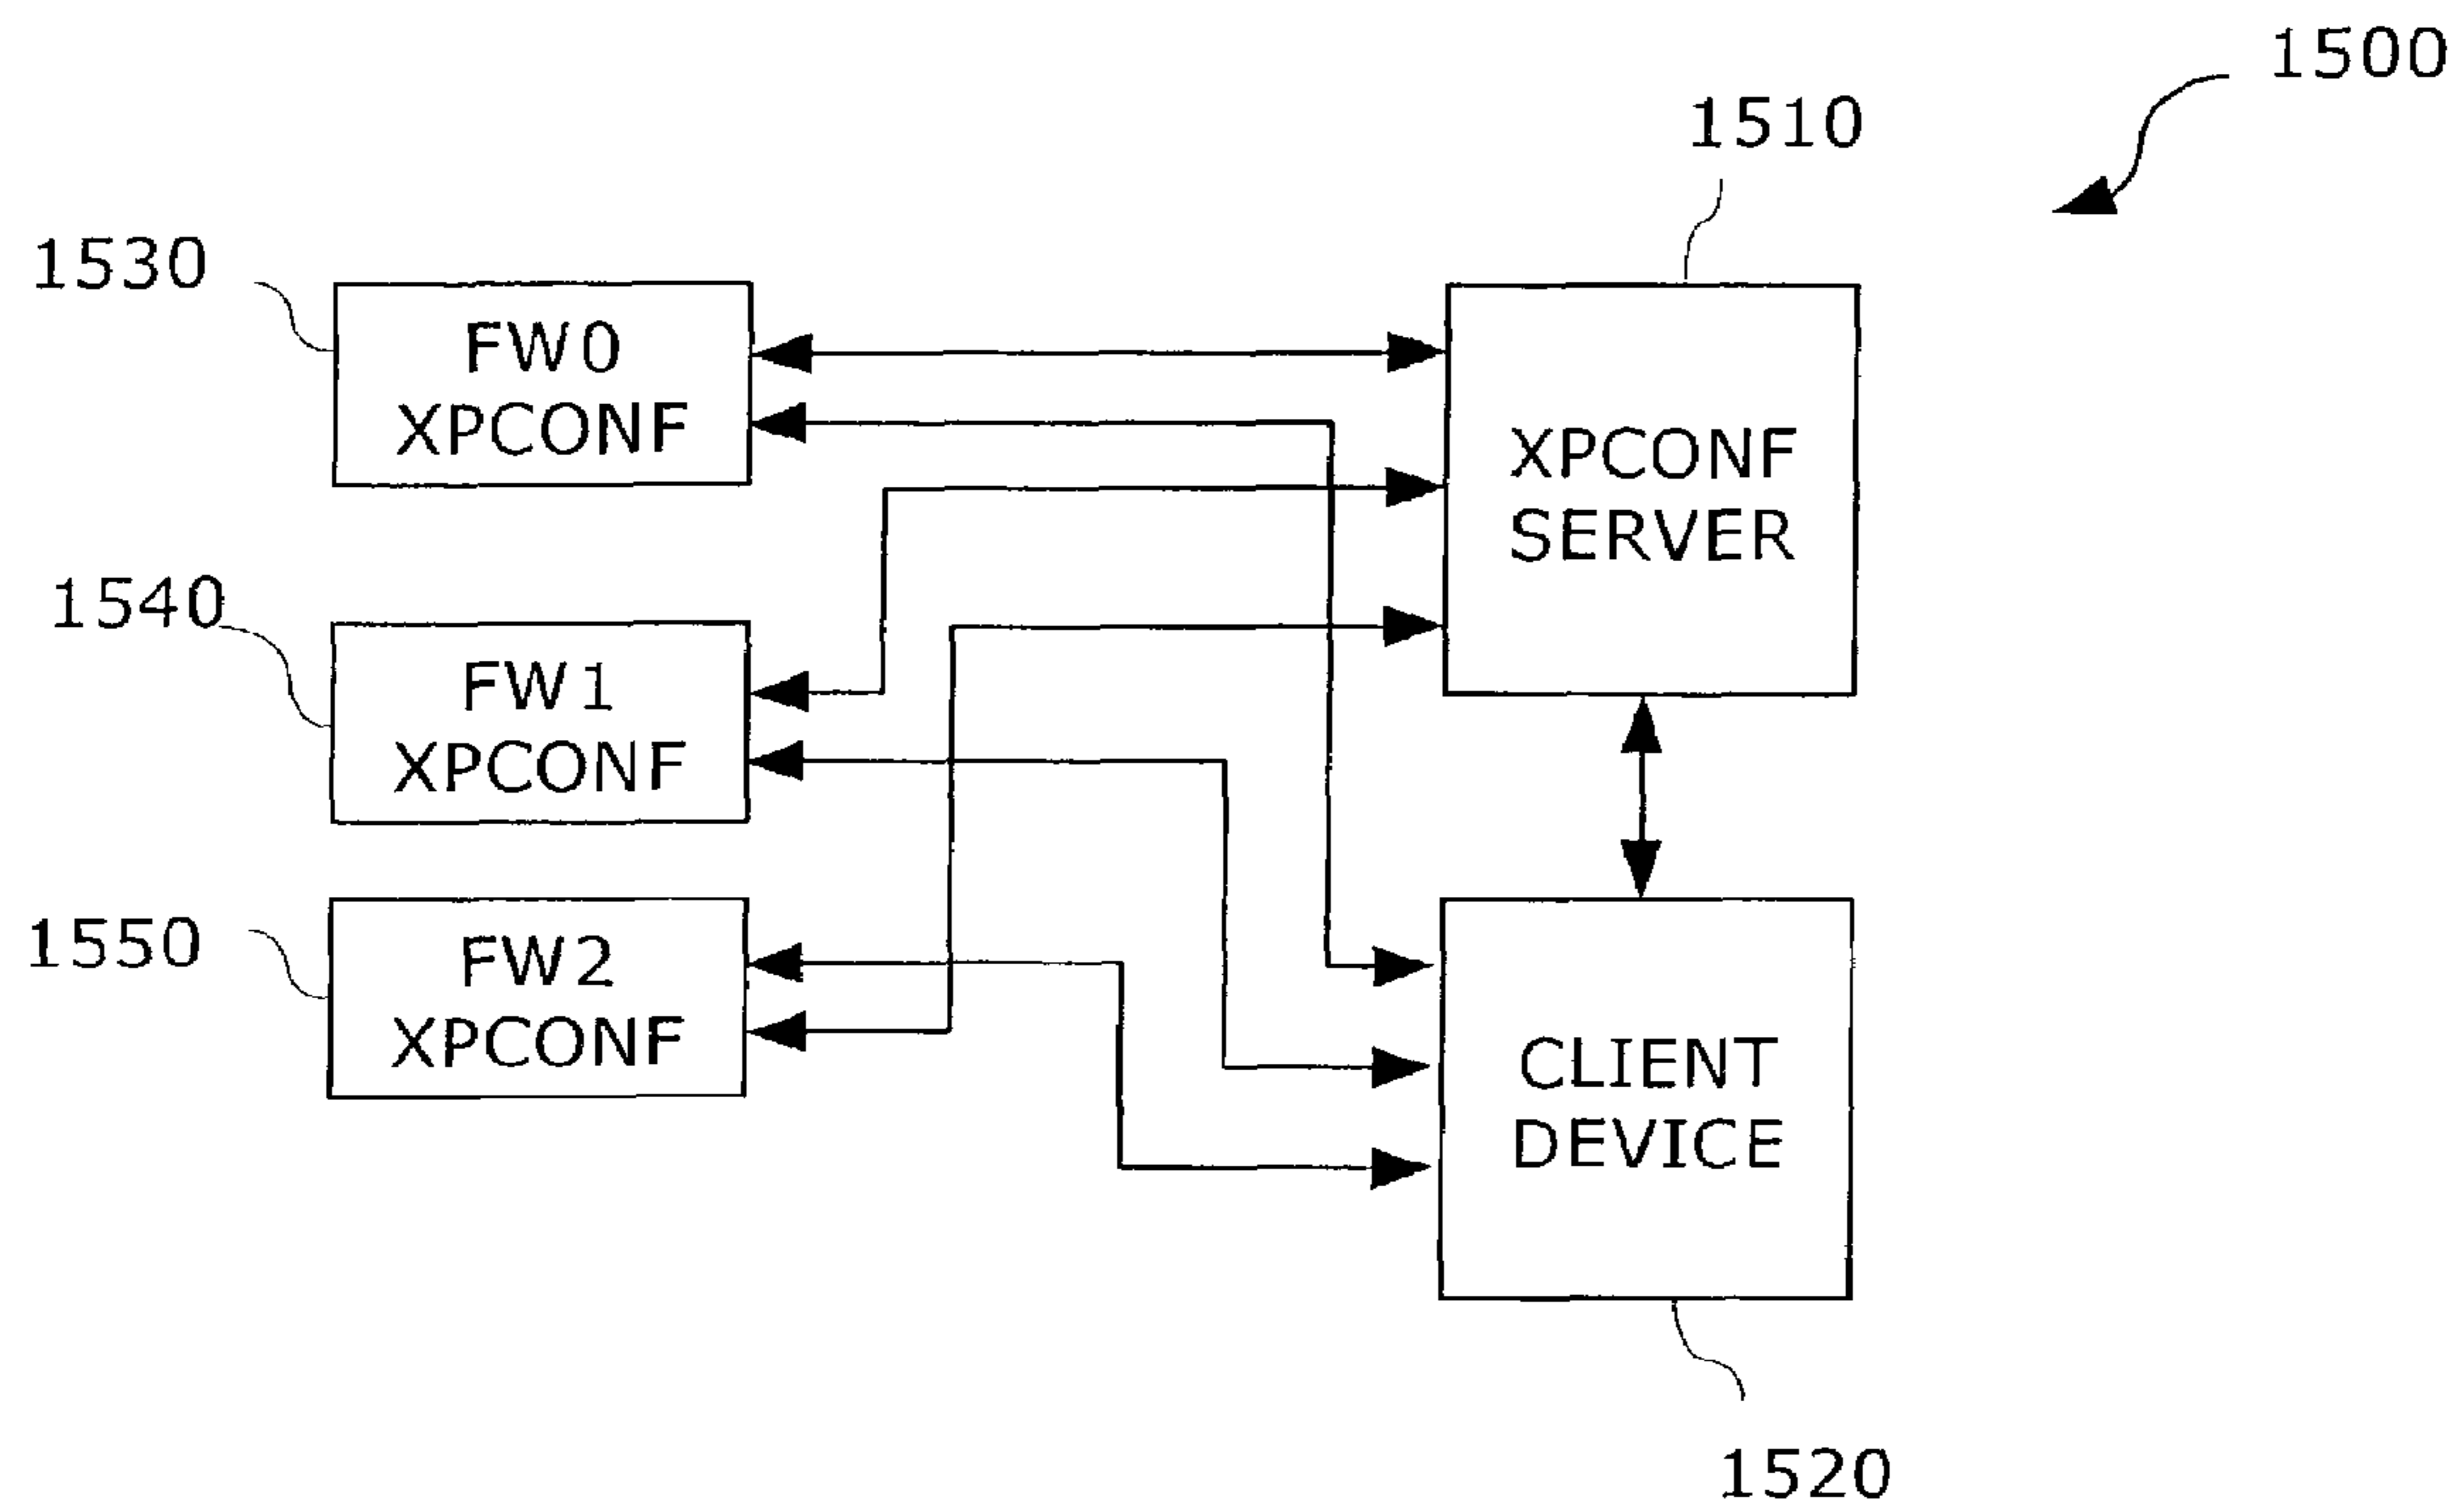 1500
1510
1530
FW0
XPCONF
XPCONF
SERVER
1540
FW1
XPCONF
1550
FW2
XPCONF
CLIENT
DEVICE
1520